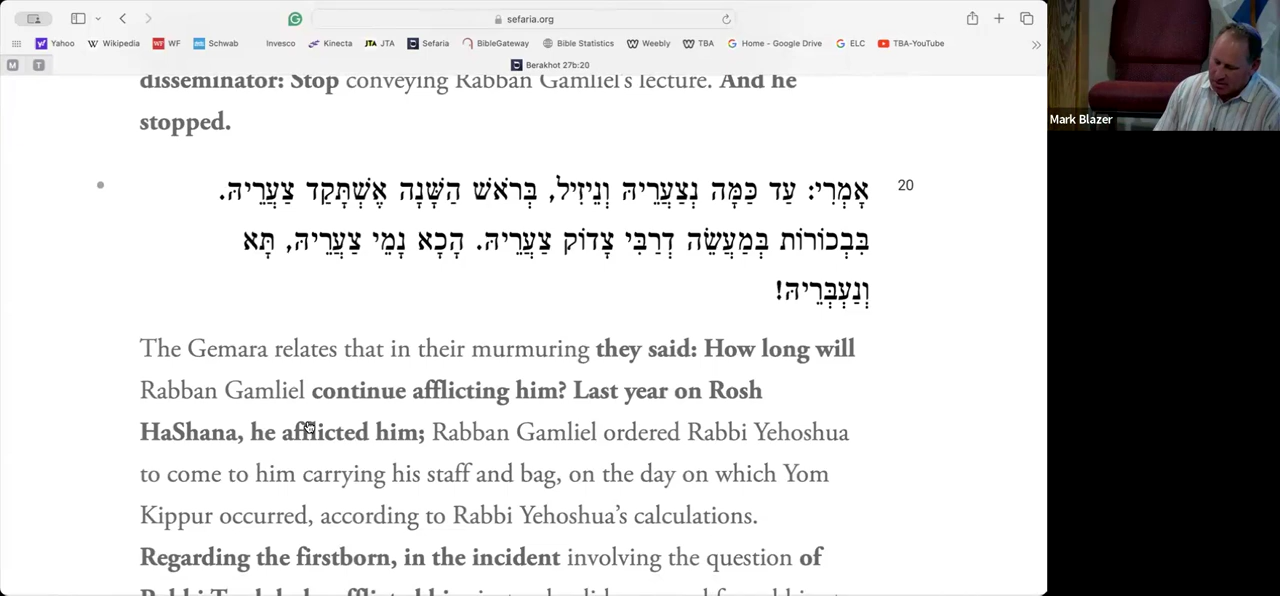 sefaria.org
Yahoo Wikipedia WF Schwab Invesco Kinecta JTA JTA Sefaria BibleGateway Bible Statistics Weebly TBA Home - Google Drive ELC TBA-YouTube
M T Berakhot 27b:20
Mark Blazer
disseminator: Stop conveying Rabban Gamliel's lecture. And he
stopped.
20
אָמְרִי: עַד כַּמָּה נְצַעֲרֵיהּ וְנֵיזִיל, בְּרֹאשׁ הַשָּׁנָה אֶשְׁתָּקַד צַעֲרֵיהּ.
בִּבְכוֹרוֹת בְּמַעֲשֵׂה דְרַבִּי צָדוֹק צַעֲרֵיהּ. הָכָא נָמֵי צַעֲרֵיהּ, תָּא
וְנַעְבְּרֵיהּ!
The Gemara relates that in their murmuring they said: How long will
Rabban Gamliel continue afflicting him? Last year on Rosh
HaShana, he afflicted him; Rabban Gamliel ordered Rabbi Yehoshua
to come to him carrying his staff and bag, on the day on which Yom
Kippur occurred, according to Rabbi Yehoshua's calculations.
Regarding the firstborn, in the incident involving the question of